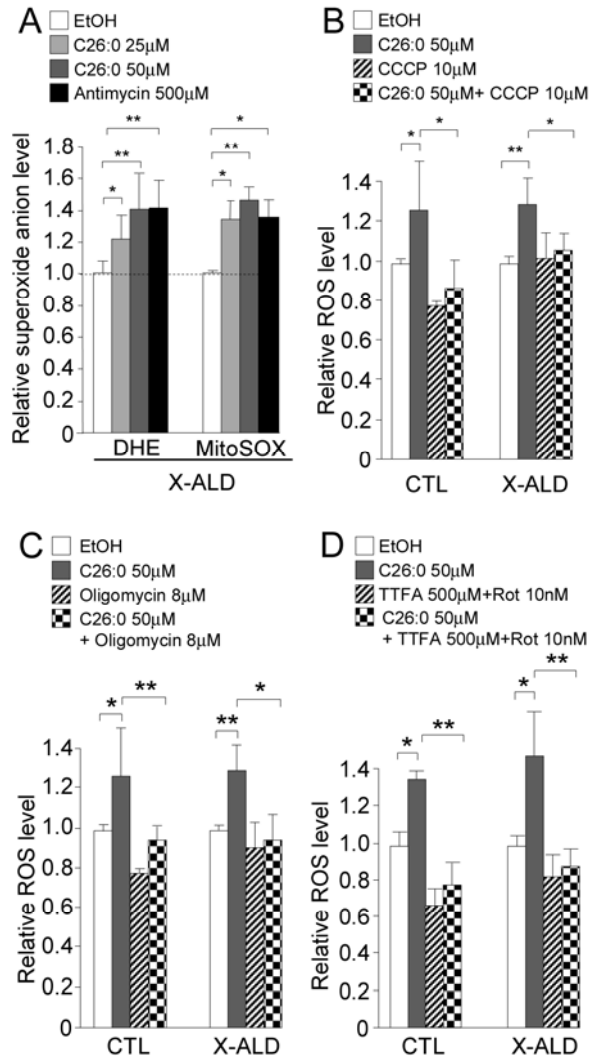 A
EtOH
C26:0 25μM
C26:0 50μM
Antimycin 500μM
Relative superoxide anion level
1.8
1.6
1.4
1.2
1.0
0.8
0.6
0.4
0.2
0
**
**
*
*
**
*
DHE
MitoSOX
X-ALD
B
EtOH
C26:0 50μM
CCCP 10μM
C26:0 50μM+ CCCP 10μM
Relative ROS level
1.4
1.2
1.0
0.8
0.6
0.4
0.2
0
*
*
**
*
CTL
X-ALD
C
EtOH
C26:0 50μM
Oligomycin 8μM
C26:0 50μM
+ Oligomycin 8μM
Relative ROS level
1.4
1.2
1.0
0.8
0.6
0.4
0.2
0
*
**
**
*
CTL
X-ALD
D
EtOH
C26:0 50μM
TTFA 500μM+Rot 10nM
C26:0 50μM
+ TTFA 500μM+Rot 10nM
Relative ROS level
1.4
1.2
1.0
0.8
0.6
0.4
0.2
0
*
**
*
**
CTL
X-ALD